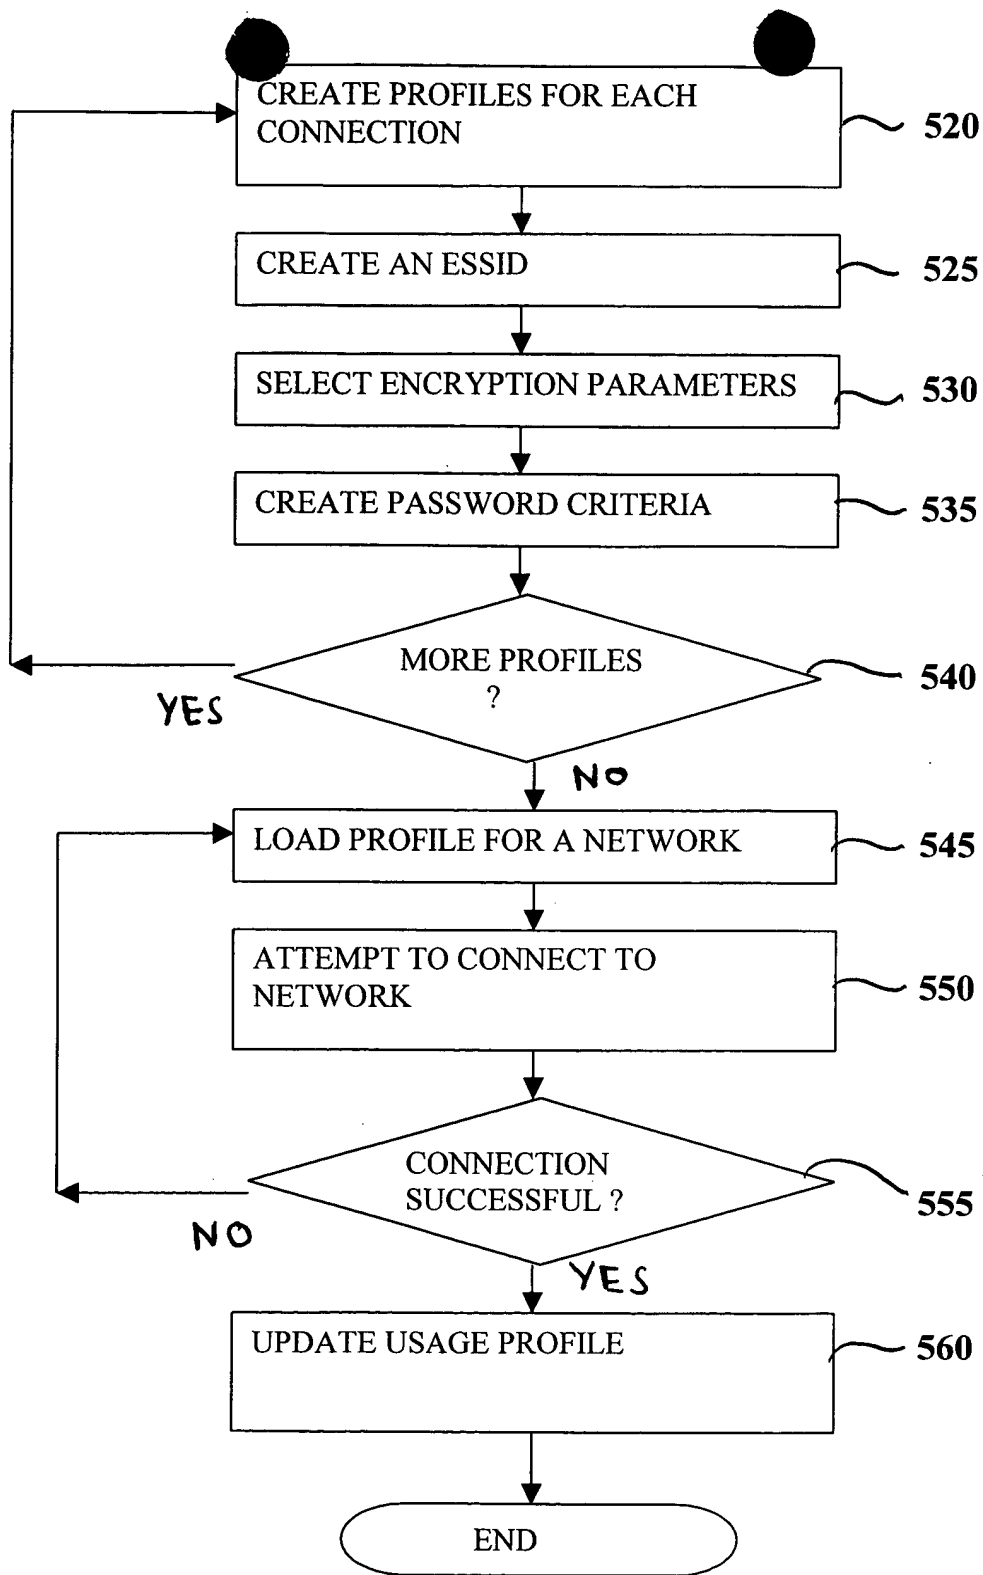 CREATE PROFILES FOR EACH
CONNECTION
520
CREATE AN ESSID
525
SELECT ENCRYPTION PARAMETERS
530
CREATE PASSWORD CRITERIA
535
MORE PROFILES
?
540
YES
NO
LOAD PROFILE FOR A NETWORK
545
ATTEMPT TO CONNECT TO
NETWORK
550
CONNECTION
SUCCESSFUL ?
555
NO
YES
UPDATE USAGE PROFILE
560
END